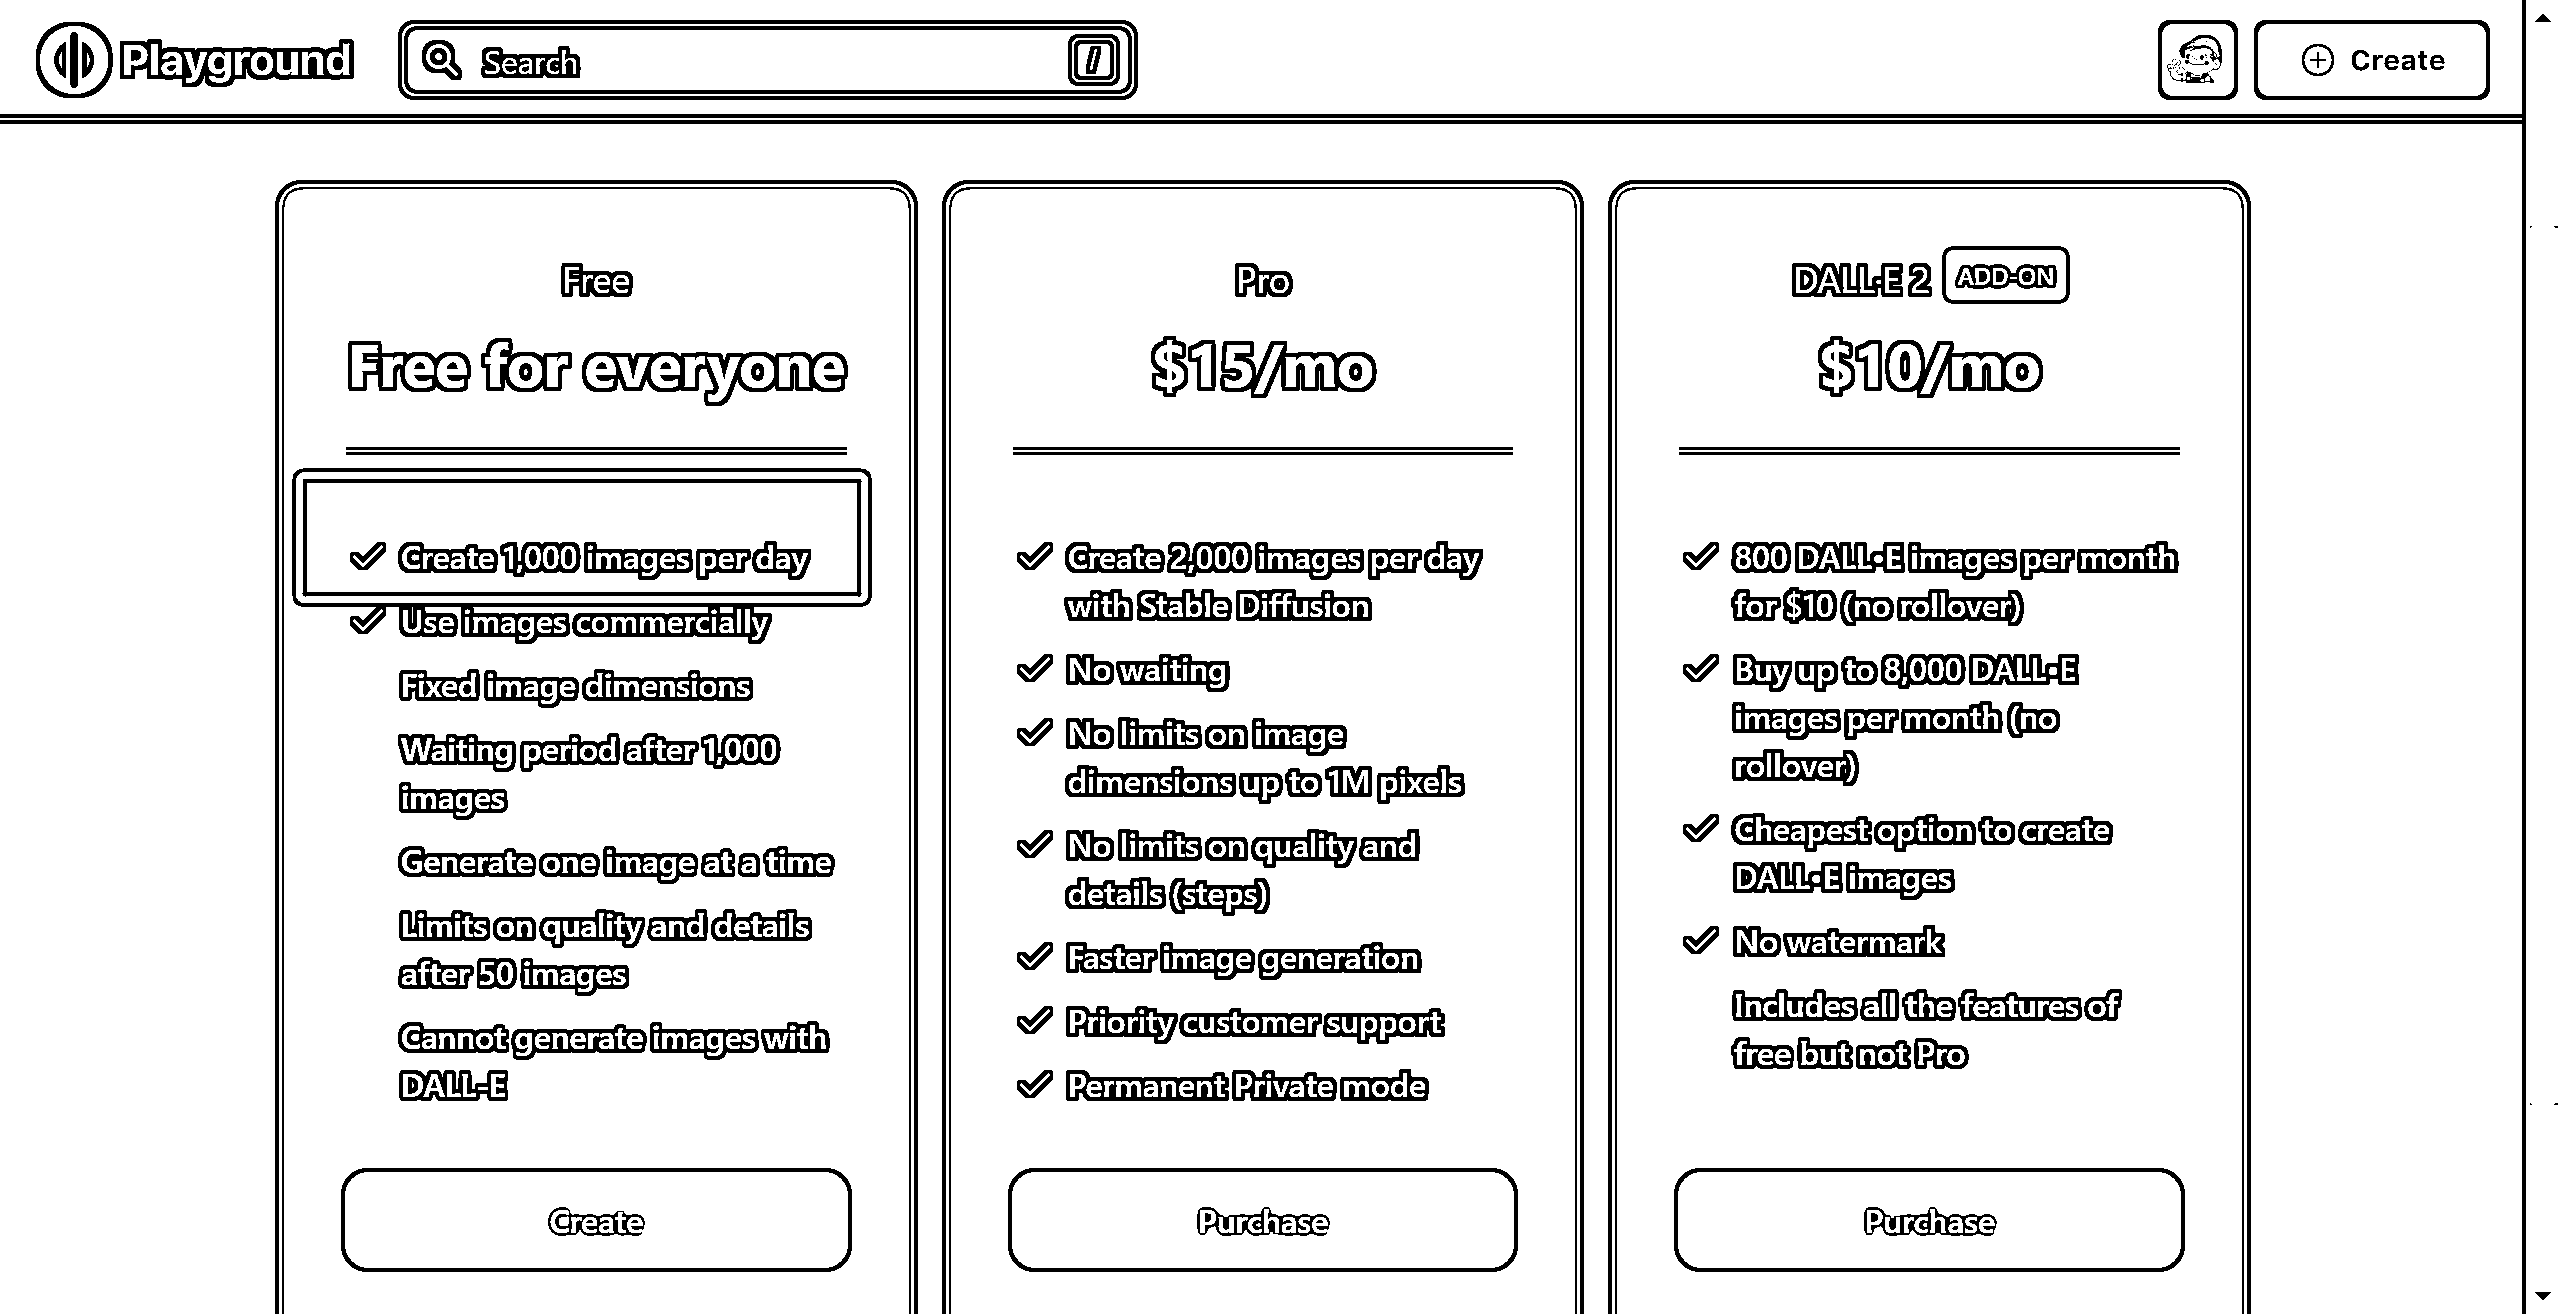 Playground
Search
/
Create
Free
Free for everyone
Create 1,000 images per day
Use images commercially
Fixed image dimensions
Waiting period after 1,000
images
Generate one image at a time
Limits on quality and details
after 50 images
Cannot generate images with
DALL-E
Create
Pro
$15/mo
Create 2,000 images per day
with Stable Diffusion
No waiting
No limits on image
dimensions up to 1M pixels
No limits on quality and
details (steps)
Faster image generation
Priority customer support
Permanent Private mode
Purchase
DALL·E 2 ADD-ON
$10/mo
800 DALL•E images per month
for $10 (no rollover)
Buy up to 8,000 DALL•E
images per month (no
rollover)
Cheapest option to create
DALL•E images
No watermark
Includes all the features of
free but not Pro
Purchase